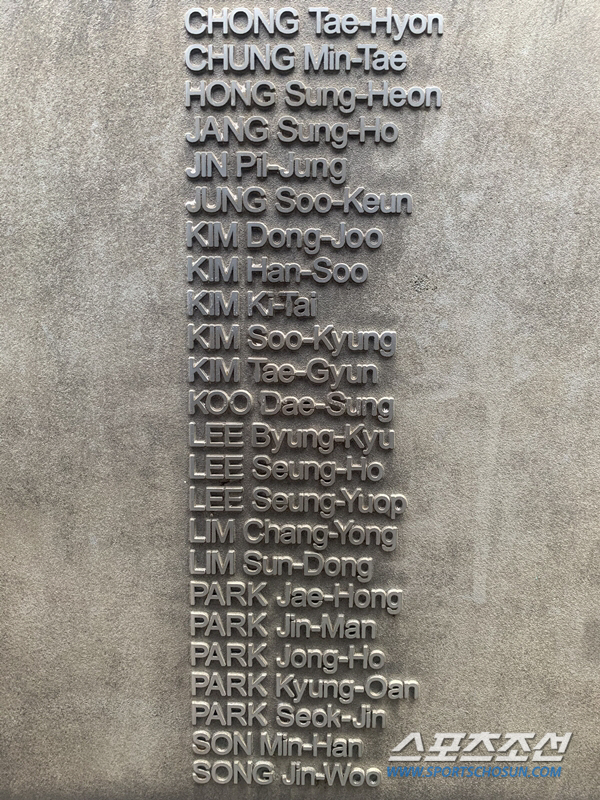 CHONG Tae-Hyon
CHUNG Min-Tae
HONG Sung-Heon
JANG Sung-Ho
JIN Pil-Jung
JUNG Soo-Keun
KIM Dong-Joo
KIM Han-Soo
KIM Ki-Tai
KIM Soo-Kyung
KIM Tae-Gyun
KOO Dae-Sung
LEE Byung-Kyu
LEE Seung-Ho
LEE Seung-Yuop
LIM Chang-Yong
LIM Sun-Dong
PARK Jae-Hong
PARK Jin-Man
PARK Jong-Ho
PARK Kyung-Oan
PARK Seok-Jin
SON Min-Han
SONG Jin-Woo
스포츠조선
WWW.SPORTSCHOSUN.COM